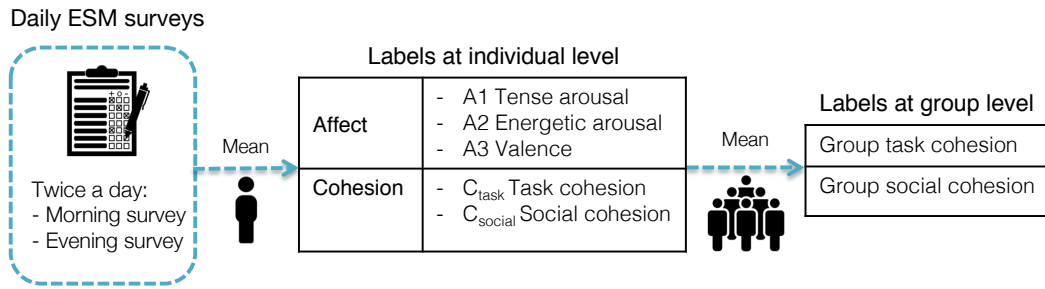 Daily ESM surveys
Twice a day:
- Morning survey
- Evening survey
Mean
Labels at individual level
Affect
- A1 Tense arousal
- A2 Energetic arousal
- A3 Valence
Cohesion
- Ctask Task cohesion
- Csocial Social cohesion
Mean
Labels at group level
Group task cohesion
Group social cohesion